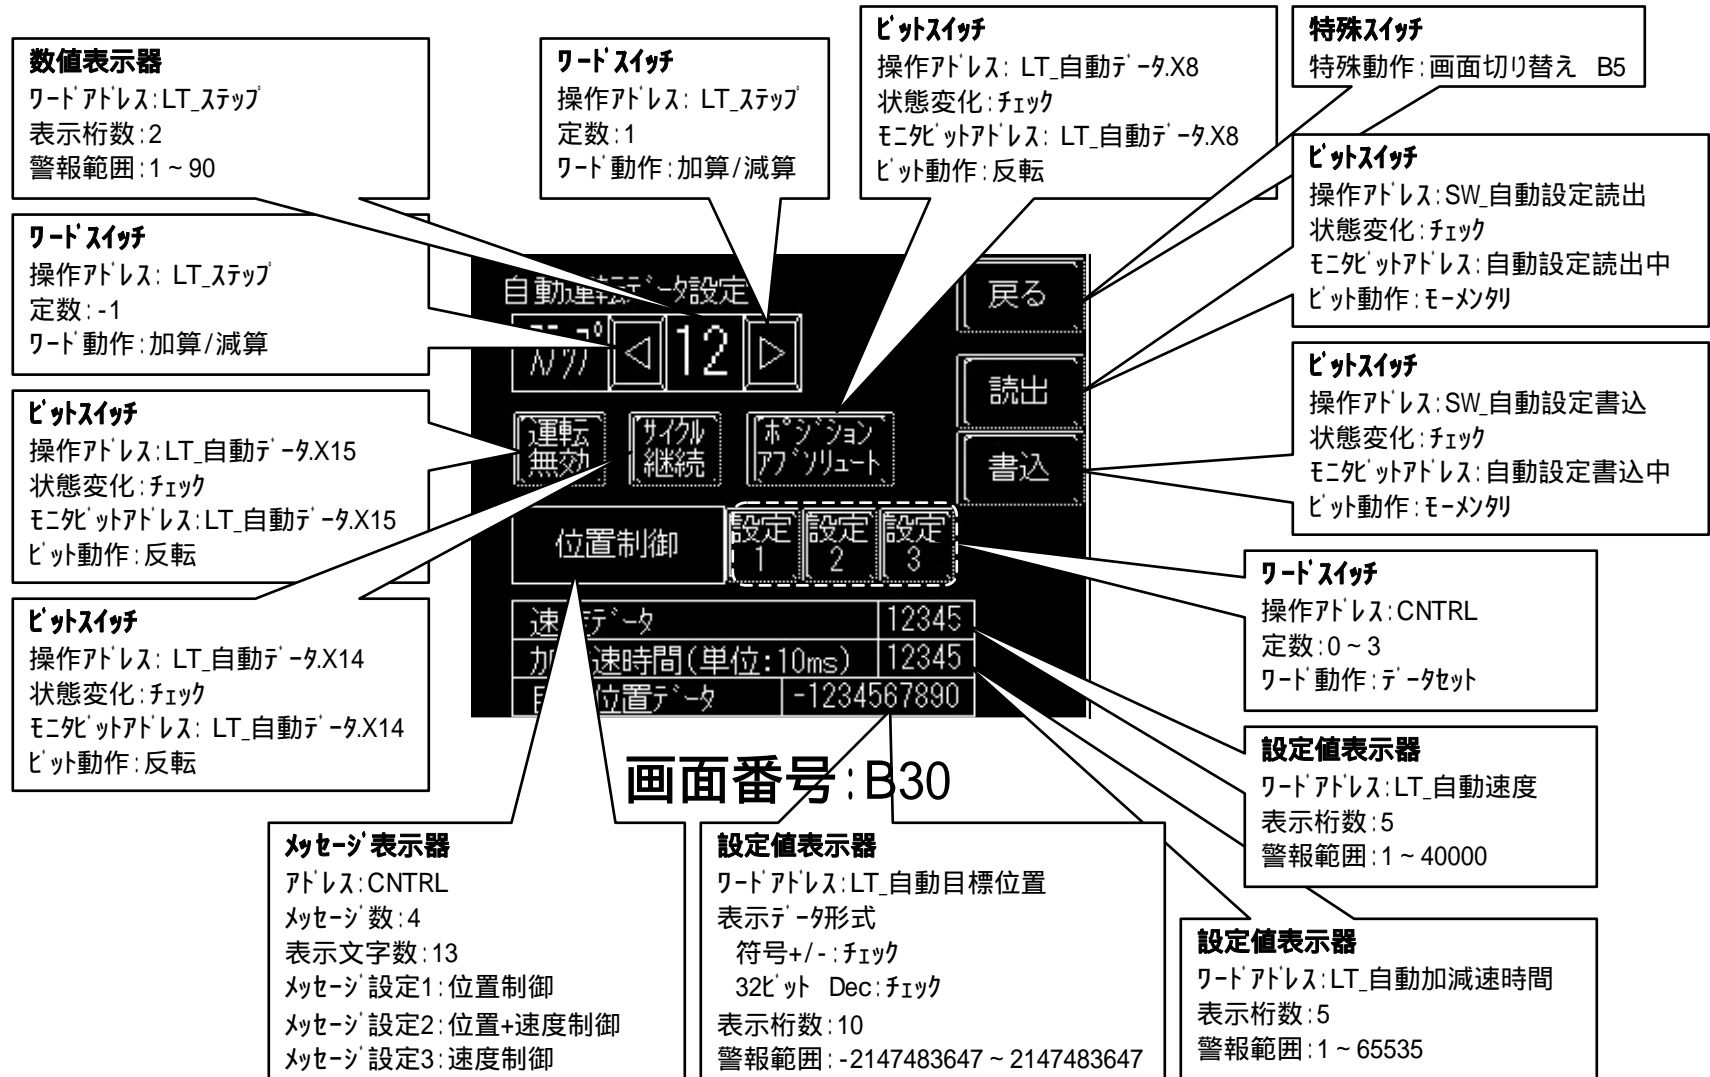 数値表示器
ﾜｰﾄﾞｱﾄﾞﾚｽ:LT_ｽﾃｯﾌﾟ
表示桁数:2
警報範囲:1~90
ﾜｰﾄﾞｽｲｯﾁ
操作ｱﾄﾞﾚｽ: LT_ｽﾃｯﾌﾟ
定数:-1
ﾜｰﾄﾞ動作:加算/減算
ﾋﾞｯﾄｽｲｯﾁ
操作ｱﾄﾞﾚｽ:LT_自動ﾃﾞｰﾀ.X15
状態変化:ﾁｪｯｸ
ﾓﾆﾀﾋﾞｯﾄｱﾄﾞﾚｽ:LT_自動ﾃﾞｰﾀ.X15
ﾋﾞｯﾄ動作:反転
ﾋﾞｯﾄｽｲｯﾁ
操作ｱﾄﾞﾚｽ: LT_自動ﾃﾞｰﾀ.X14
状態変化:ﾁｪｯｸ
ﾓﾆﾀﾋﾞｯﾄｱﾄﾞﾚｽ: LT_自動ﾃﾞｰﾀ.X14
ﾋﾞｯﾄ動作:反転
ﾜｰﾄﾞｽｲｯﾁ
操作ｱﾄﾞﾚｽ: LT_ｽﾃｯﾌﾟ
定数:1
ﾜｰﾄﾞ動作:加算/減算
ﾋﾞｯﾄｽｲｯﾁ
操作ｱﾄﾞﾚｽ: LT_自動ﾃﾞｰﾀ.X8
状態変化:ﾁｪｯｸ
ﾓﾆﾀﾋﾞｯﾄｱﾄﾞﾚｽ: LT_自動ﾃﾞｰﾀ.X8
ﾋﾞｯﾄ動作:反転
特殊ｽｲｯﾁ
特殊動作:画面切り替え B5
ﾋﾞｯﾄｽｲｯﾁ
操作ｱﾄﾞﾚｽ:SW_自動設定読出
状態変化:ﾁｪｯｸ
ﾓﾆﾀﾋﾞｯﾄｱﾄﾞﾚｽ:自動設定読出中
ﾋﾞｯﾄ動作:ﾓｰﾒﾝﾀﾘ
ﾋﾞｯﾄｽｲｯﾁ
操作ｱﾄﾞﾚｽ:SW_自動設定書込
状態変化:ﾁｪｯｸ
ﾓﾆﾀﾋﾞｯﾄｱﾄﾞﾚｽ:自動設定書込中
ﾋﾞｯﾄ動作:ﾓｰﾒﾝﾀﾘ
自動運転ﾃﾞｰﾀ設定
戻る
ｽﾃｯﾌﾟ ◁ 12 ▷
読出
運転
無効
ｻｲｸﾙ
継続
ﾎﾟｼﾞｼｮﾝ
ｱﾌﾞｿﾘｭｰﾄ
書込
位置制御
設定
1
設定
2
設定
3
速 ﾃﾞｰﾀ 12345
加 速時間(単位:10ms) 12345
位置ﾃﾞｰﾀ -1234567890
画面番号:B30
ﾜｰﾄﾞｽｲｯﾁ
操作ｱﾄﾞﾚｽ:CNTRL
定数:0~3
ﾜｰﾄﾞ動作:ﾃﾞｰﾀｾｯﾄ
設定値表示器
ﾜｰﾄﾞｱﾄﾞﾚｽ:LT_自動速度
表示桁数:5
警報範囲:1~40000
ﾒｯｾｰｼﾞ表示器
ｱﾄﾞﾚｽ:CNTRL
ﾒｯｾｰｼﾞ数:4
表示文字数:13
ﾒｯｾｰｼﾞ設定1:位置制御
ﾒｯｾｰｼﾞ設定2:位置+速度制御
ﾒｯｾｰｼﾞ設定3:速度制御
設定値表示器
ﾜｰﾄﾞｱﾄﾞﾚｽ:LT_自動目標位置
表示ﾃﾞｰﾀ形式
符号+/-:ﾁｪｯｸ
32ﾋﾞｯﾄ Dec:ﾁｪｯｸ
表示桁数:10
警報範囲:-2147483647~2147483647
設定値表示器
ﾜｰﾄﾞｱﾄﾞﾚｽ:LT_自動加減速時間
表示桁数:5
警報範囲:1~65535